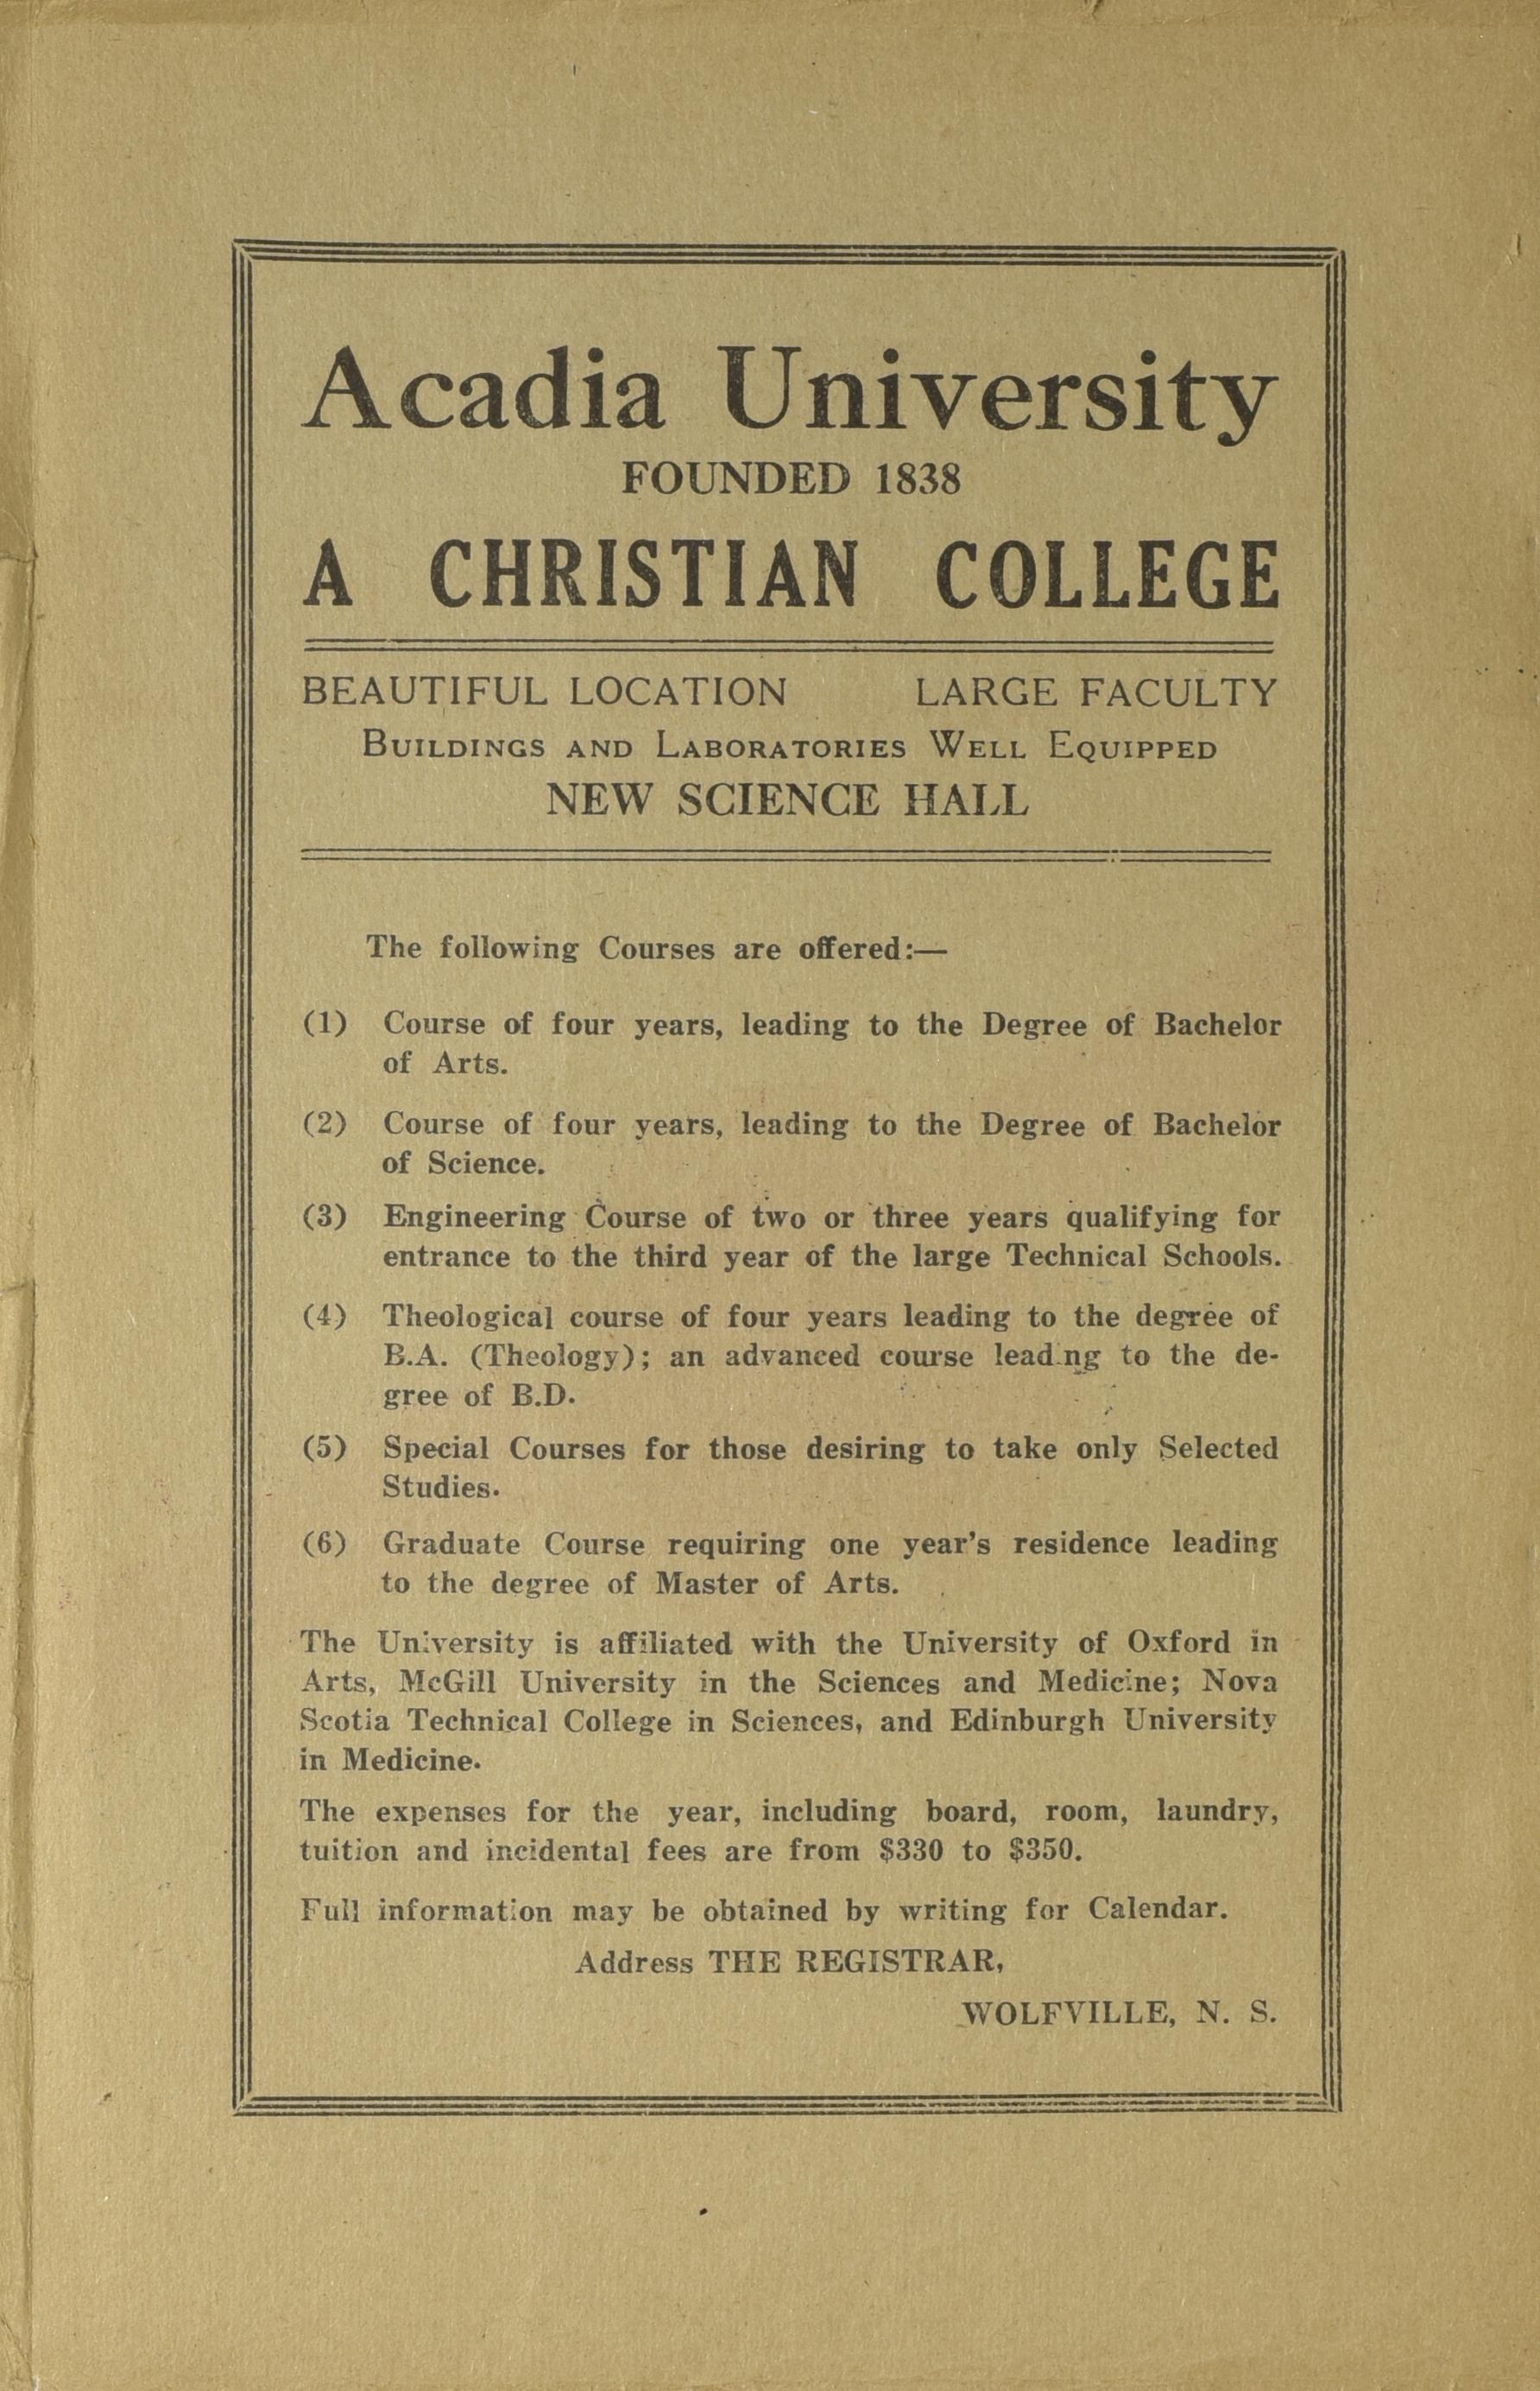 Acadia University
FOUNDED 1838
A CHRISTIAN COLLEGE
BEAUTIFUL LOCATION LARGE FACULTY
BUILDINGS AND LABORATORIES WELL EQUIPPED
NEW SCIENCE HALL
The following Courses are offered:—
(1) Course of four years, leading to the Degree of Bachelor
of Arts.
(2) Course of four years, leading to the Degree of Bachelor
of Science.
(3) Engineering Course of two or three years qualifying for
entrance to the third year of the large Technical Schools.
(4) Theological course of four years leading to the degree of
B.A. (Theology); an advanced course leading to the de-
gree of B.D.
(5) Special Courses for those desiring to take only Selected
Studies.
(6) Graduate Course requiring one year's residence leading
to the degree of Master of Arts.
The University is affiliated with the University of Oxford in
Arts, McGill University in the Sciences and Medicine; Nova
Scotia Technical College in Sciences, and Edinburgh University
in Medicine.
The expenses for the year, including board, room, laundry,
tuition and incidental fees are from $330 to $350.
Full information may be obtained by writing for Calendar.
Address THE REGISTRAR,
WOLFVILLE, N. S.